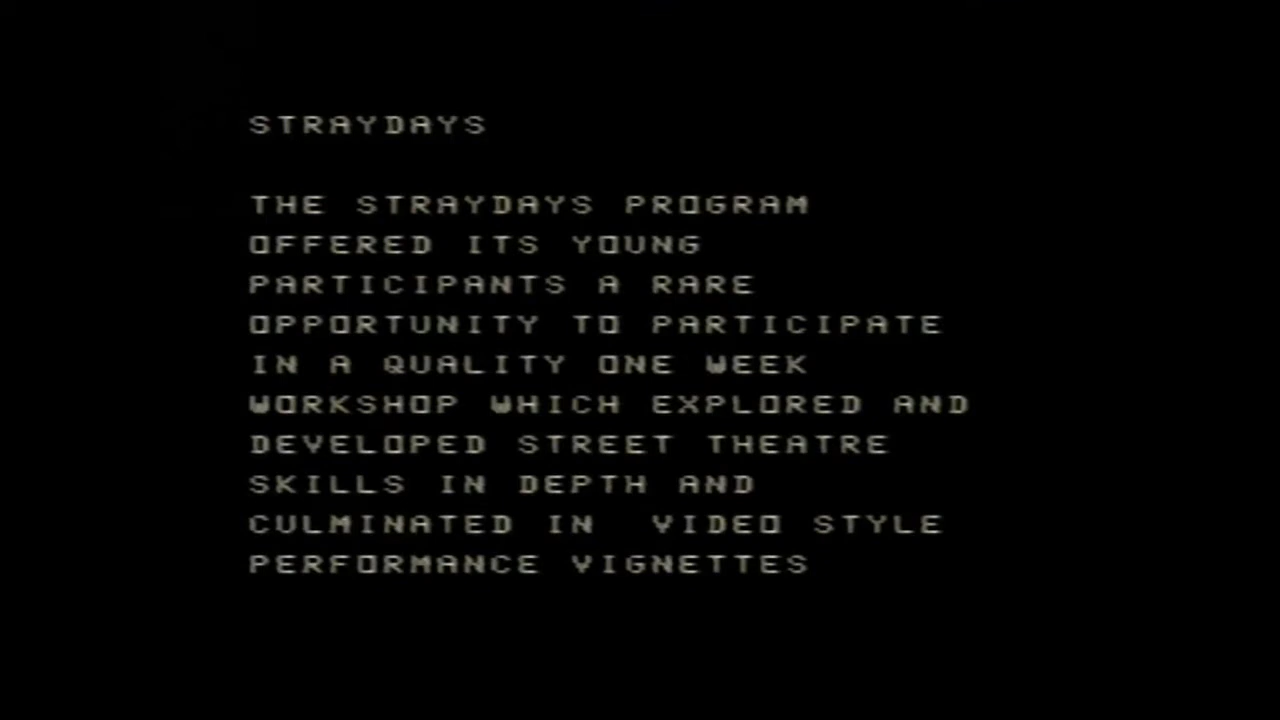 STRAYDAYS
THE STRAYDAYS PROGRAM
OFFERED ITS YOUNG
PARTICIPANTS A RARE
OPPORTUNITY TO PARTICIPATE
IN A QUALITY ONE WEEK
WORKSHOP WHICH EXPLORED AND
DEVELOPED STREET THEATRE
SKILLS IN DEPTH AND
CULMINATED IN  VIDEO STYLE
PERFORMANCE VIGNETTES